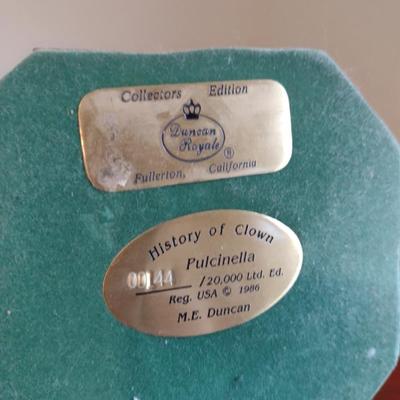 Collectors Edition
Duncan
Royale ®
Fullerton, California
History of Clown
Pulcinella
00144 /20,000 Ltd. Ed.
Reg. USA © 1986
M.E. Duncan